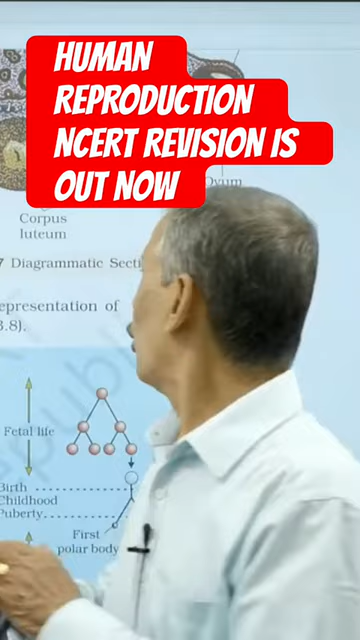 HUMAN
REPRODUCTION
NCERT REVISION IS
OUT NOW
Ovum
Corpus
luteum
7 Diagrammatic Secti
epresentation of
3.8).
Fetal life
Birth
Childhood
Puberty
First
polar body